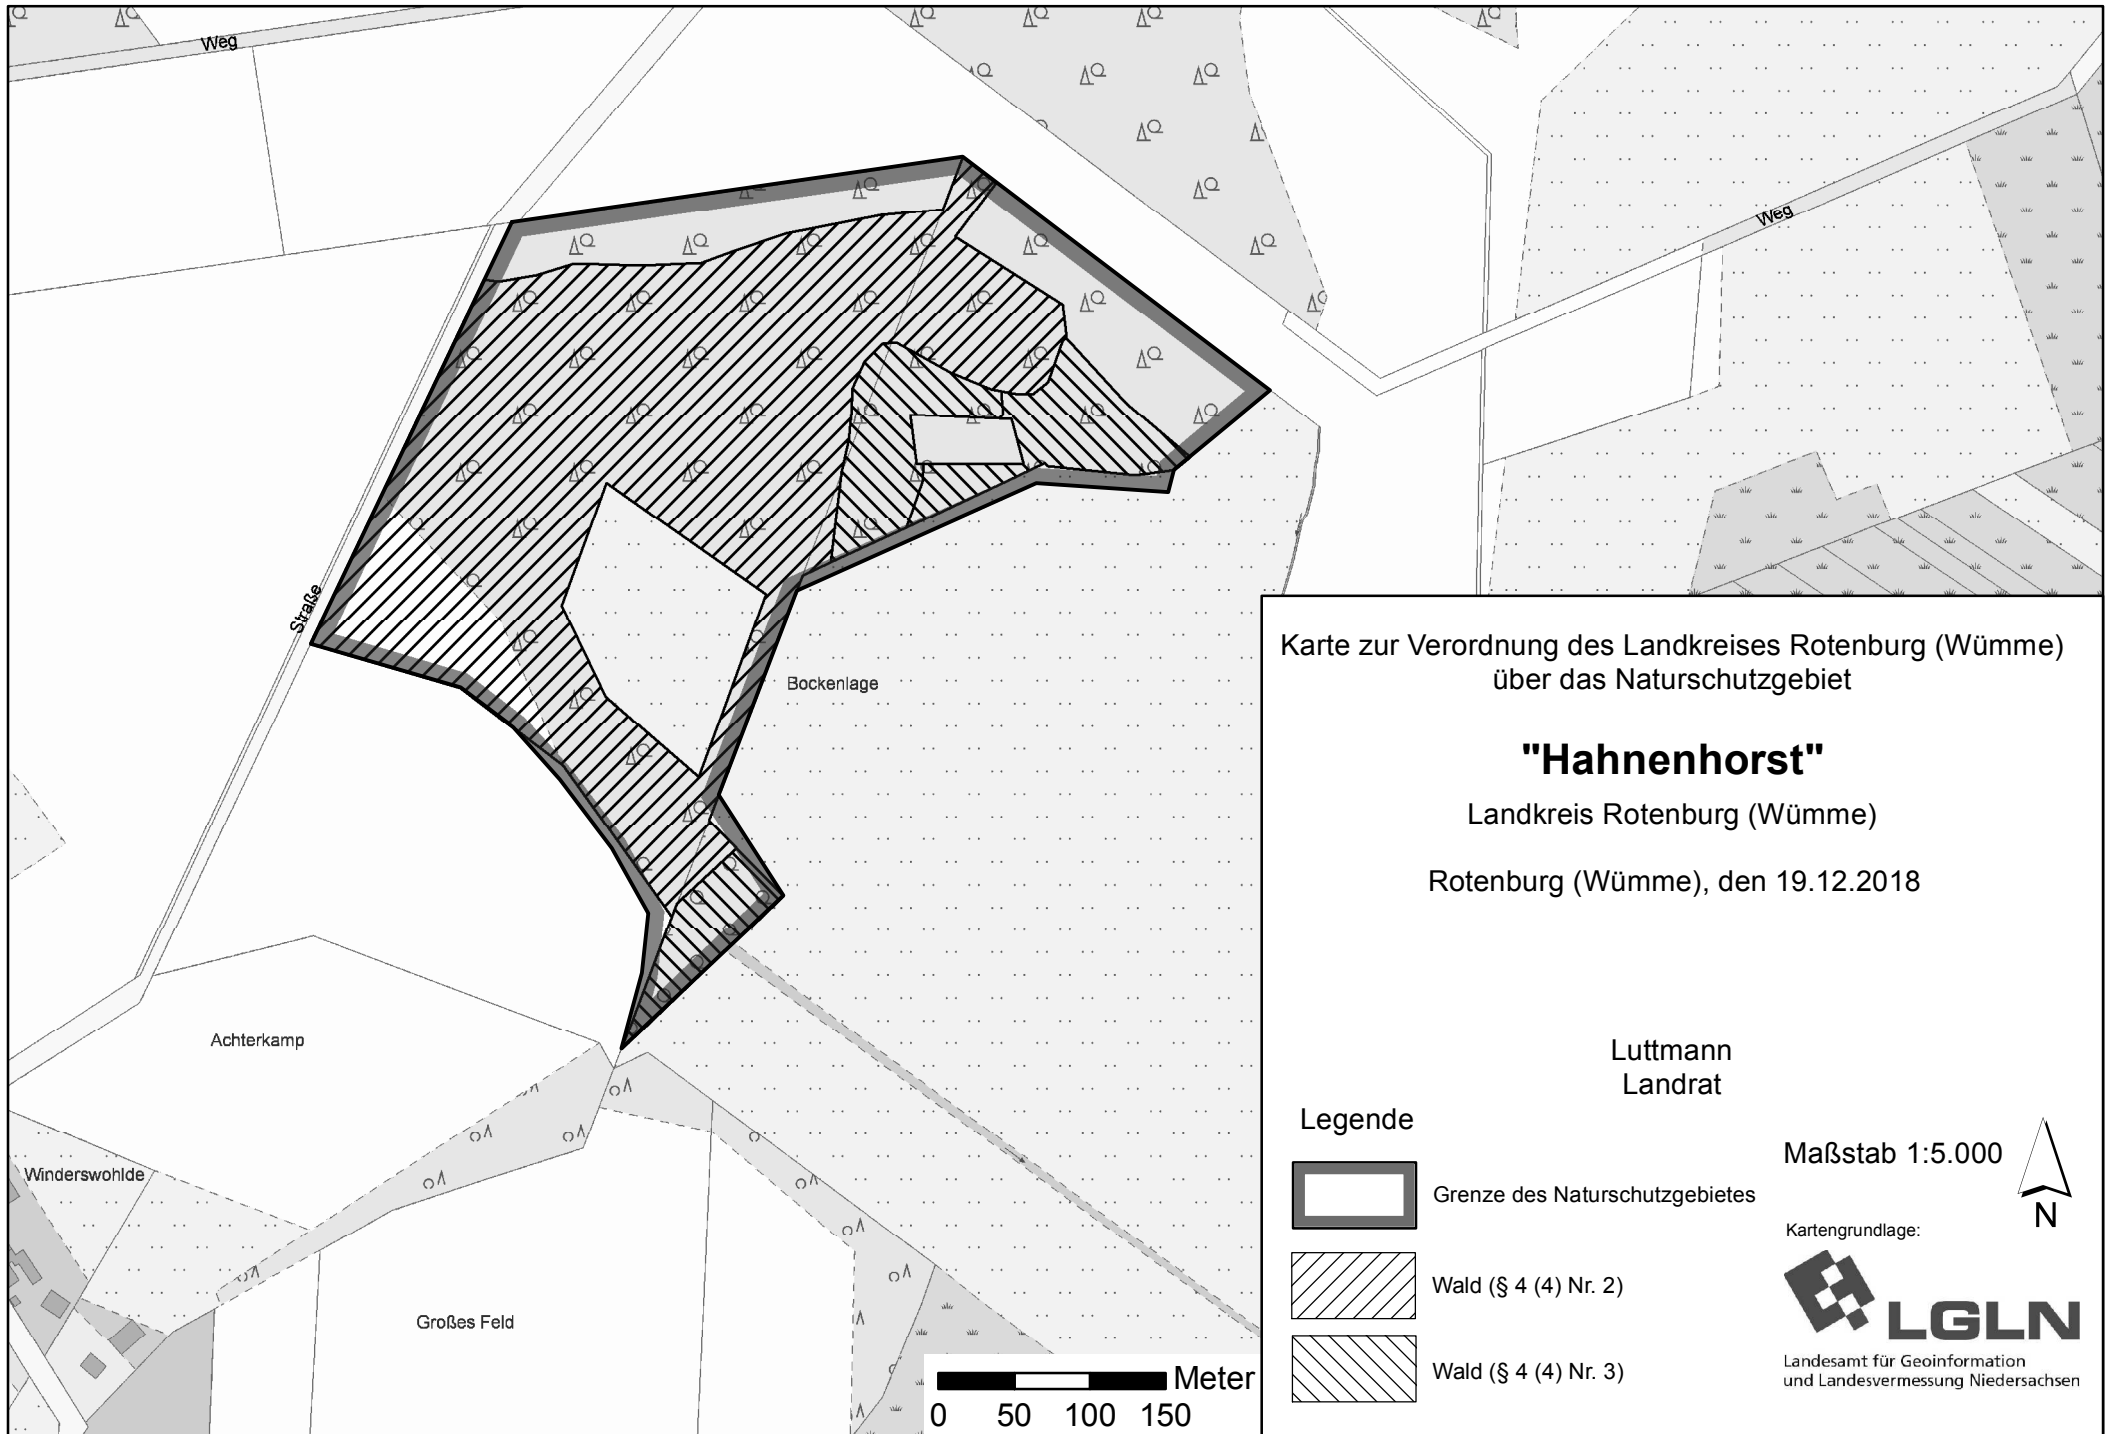 Weg
Weg
Straße
Bockenlage
Achterkamp
Winderswohlde
Großes Feld
Meter
0 50 100 150
Karte zur Verordnung des Landkreises Rotenburg (Wümme)
über das Naturschutzgebiet
"Hahnenhorst"
Landkreis Rotenburg (Wümme)
Rotenburg (Wümme), den 19.12.2018
Luttmann
Landrat
Legende
Grenze des Naturschutzgebietes
Wald (§ 4 (4) Nr. 2)
Wald (§ 4 (4) Nr. 3)
Maßstab 1:5.000
N
Kartengrundlage:
LGLN
Landesamt für Geoinformation
und Landesvermessung Niedersachsen